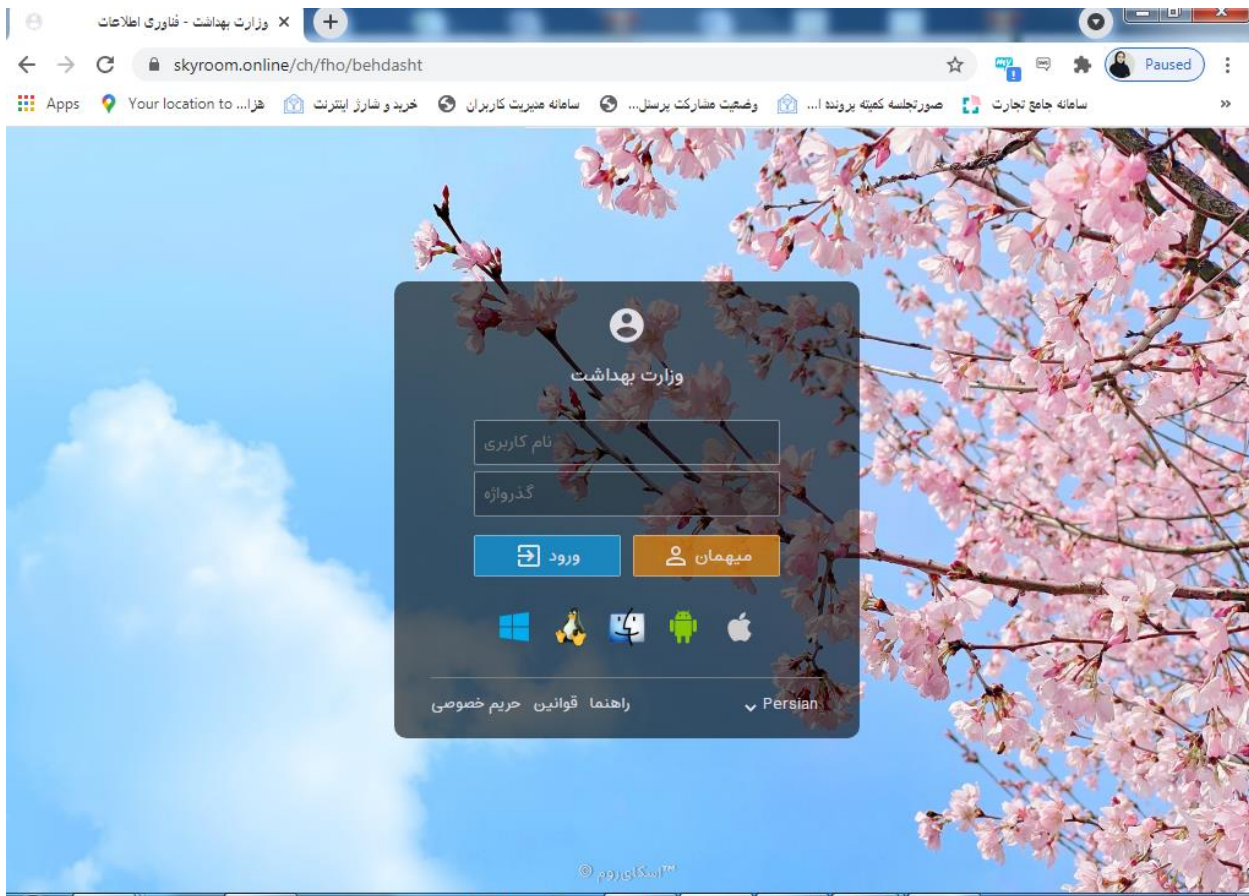 وزارت بهداشت - فناوری اطلاعات
skyroom.online/ch/fho/behdasht
Paused
Apps
Your location to هزا...
خرید و شارژ اینترنت
سامانه مدیریت کاربران
وضعیت مشارکت پرسنل...
صورتجلسه کمیته پرونده ا...
سامانه جامع تجارت
وزارت بهداشت
نام کاربری
گذرواژه
ورود
میهمان
راهنما قوانین حریم خصوصی
Persian
اسکای‌روم™ ©